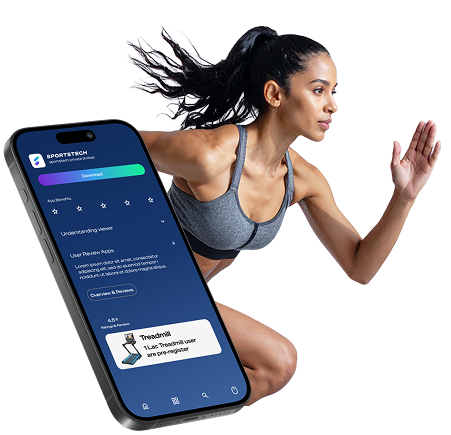 SPORTSTECH
sportstech private limited
Download
App Benefits
Understanding viewer
User Review Apps
Lorem ipsum dolor sit amet, consectetur
adipiscing elit, sed do eiusmod tempor i
ncididunt ut labore et dolore magna aliqua.
Overview & Reviews
4.5+
Ratings & Reviews
Treadmill
1 Lac Treadmill user
are pre-register